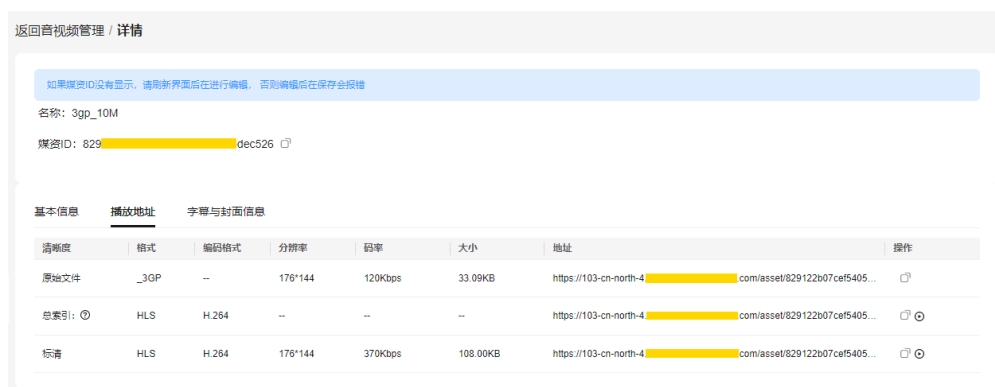 返回音视频管理 / 详情
如果媒资ID没有显示，请刷新界面后在进行编辑， 否则编辑后在保存会报错
名称：3gp_10M
媒资ID：829 dec526
基本信息 播放地址 字幕与封面信息
清晰度 格式 编码格式 分辨率 码率 大小 地址 操作
原始文件 _3GP -- 176*144 120Kbps 33.09KB https://103-cn-north-4. .com/asset/829122b07cef5405...
总索引： HLS H.264 -- -- -- https://103-cn-north-4. .com/asset/829122b07cef5405...
标清 HLS H.264 176*144 370Kbps 108.00KB https://103-cn-north-4. .com/asset/829122b07cef5405...